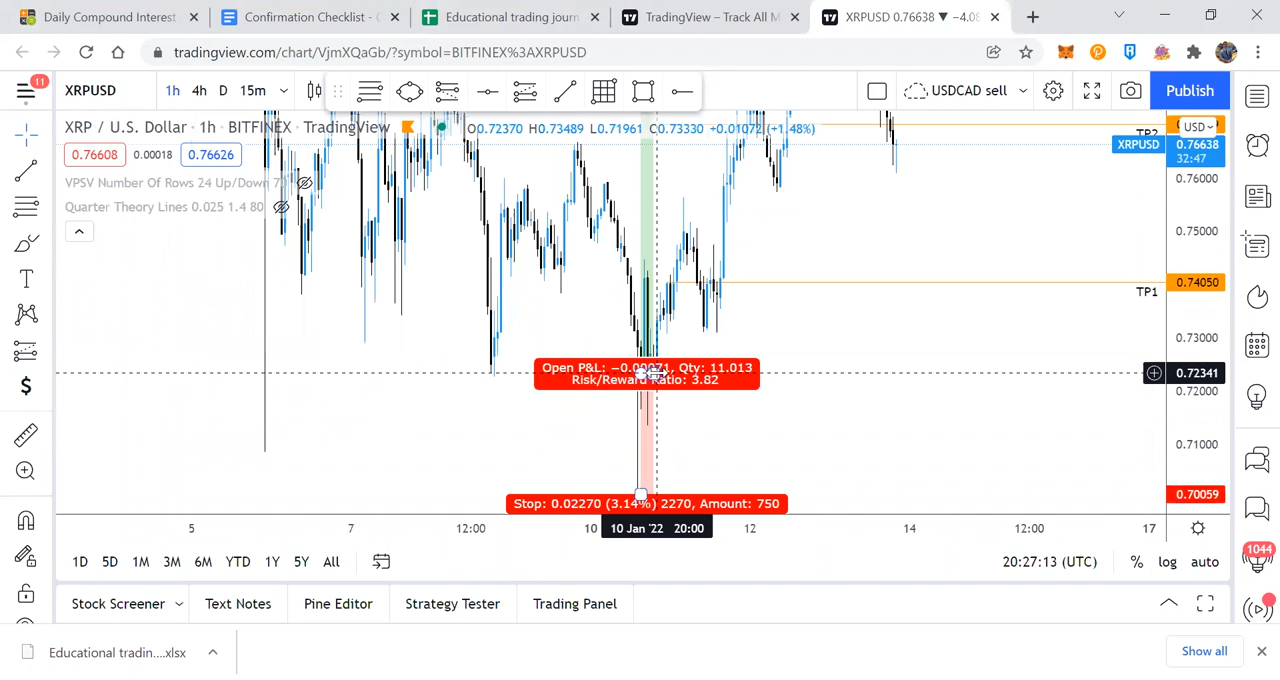 Daily Compound Interest
Confirmation Checklist - G
Educational trading journ
TradingView – Track All M
XRPUSD 0.76638 ▼ −4.08
tradingview.com/chart/VjmXQaGb/?symbol=BITFINEX%3AXRPUSD
11
XRPUSD
1h 4h D 15m
USDCAD sell
Publish
XRP / U.S. Dollar · 1h · BITFINEX · TradingView
O0.72370 H0.73489 L0.71961 C0.73330 +0.01072 (+1.48%)
TP2
USD
0.76608 0.00018 0.76626
XRPUSD 0.76638
32:47
VPSV Number Of Rows 24 Up/Down 70
0.76000
Quarter Theory Lines 0.025 1.4 80
0.75000
0.74050
TP1
0.73000
Open P&L: −0.00071, Qty: 11.013
Risk/Reward Ratio: 3.82
0.72341
0.72000
0.71000
0.70059
Stop: 0.02270 (3.14%) 2270, Amount: 750
5 7 12:00 10 10 Jan '22 20:00 12 14 12:00 17
1D 5D 1M 3M 6M YTD 1Y 5Y All
20:27:13 (UTC) % log auto
1044
Stock Screener Text Notes Pine Editor Strategy Tester Trading Panel
Educational tradin....xlsx
Show all